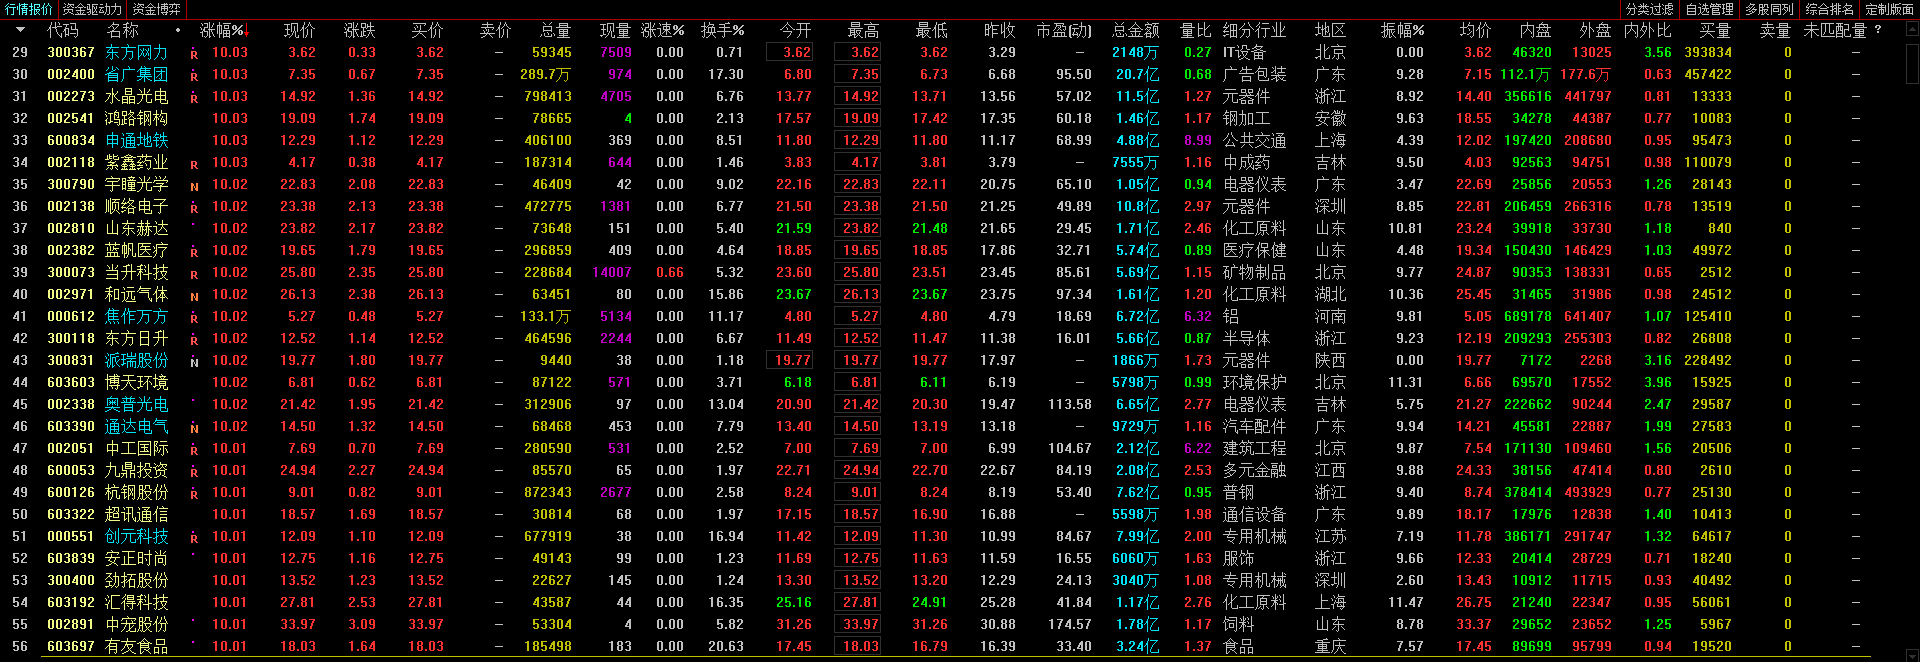 行情报价 资金驱动力 资金博弈 分类过滤 自选管理 多股同列 综合排名 定制版面
代码 名称 涨幅%↓ 现价 涨跌 买价 卖价 总量 现量 涨速% 换手% 今开 最高 最低 昨收 市盈(动) 总金额 量比 细分行业 地区 振幅% 均价 内盘 外盘 内外比 买量 卖量 未匹配量 ?
29 300367 东方网力 R 10.03 3.62 0.33 3.62 – 59345 7509 0.00 0.71 3.62 3.62 3.62 3.29 – 2148万 0.27 IT设备 北京 0.00 3.62 46320 13025 3.56 393834 0 –
30 002400 省广集团 R 10.03 7.35 0.67 7.35 – 289.7万 974 0.00 17.30 6.80 7.35 6.73 6.68 95.50 20.7亿 0.68 广告包装 广东 9.28 7.15 112.1万 177.6万 0.63 457422 0 –
31 002273 水晶光电 R 10.03 14.92 1.36 14.92 – 798413 4705 0.00 6.76 13.77 14.92 13.71 13.56 57.02 11.5亿 1.27 元器件 浙江 8.92 14.40 356616 441797 0.81 13333 0 –
32 002541 鸿路钢构 10.03 19.09 1.74 19.09 – 78665 4 0.00 2.13 17.57 19.09 17.42 17.35 60.18 1.46亿 1.17 钢加工 安徽 9.63 18.55 34278 44387 0.77 10083 0 –
33 600834 申通地铁 10.03 12.29 1.12 12.29 – 406100 369 0.00 8.51 11.80 12.29 11.80 11.17 68.99 4.88亿 8.99 公共交通 上海 4.39 12.02 197420 208680 0.95 95473 0 –
34 002118 紫鑫药业 R 10.03 4.17 0.38 4.17 – 187314 644 0.00 1.46 3.83 4.17 3.81 3.79 – 7555万 1.16 中成药 吉林 9.50 4.03 92563 94751 0.98 110079 0 –
35 300790 宇瞳光学 N 10.02 22.83 2.08 22.83 – 46409 42 0.00 9.02 22.16 22.83 22.11 20.75 65.10 1.05亿 0.94 电器仪表 广东 3.47 22.69 25856 20553 1.26 28143 0 –
36 002138 顺络电子 R 10.02 23.38 2.13 23.38 – 472775 1381 0.00 6.77 21.50 23.38 21.50 21.25 49.89 10.8亿 2.97 元器件 深圳 8.85 22.81 206459 266316 0.78 13519 0 –
37 002810 山东赫达 10.02 23.82 2.17 23.82 – 73648 151 0.00 5.40 21.59 23.82 21.48 21.65 29.45 1.71亿 2.46 化工原料 山东 10.81 23.24 39918 33730 1.18 840 0 –
38 002382 蓝帆医疗 R 10.02 19.65 1.79 19.65 – 296859 409 0.00 4.64 18.85 19.65 18.85 17.86 32.71 5.74亿 0.89 医疗保健 山东 4.48 19.34 150430 146429 1.03 49972 0 –
39 300073 当升科技 R 10.02 25.80 2.35 25.80 – 228684 14007 0.66 5.32 23.60 25.80 23.51 23.45 85.61 5.69亿 1.15 矿物制品 北京 9.77 24.87 90353 138331 0.65 2512 0 –
40 002971 和远气体 N 10.02 26.13 2.38 26.13 – 63451 80 0.00 15.86 23.67 26.13 23.67 23.75 97.34 1.61亿 1.20 化工原料 湖北 10.36 25.45 31465 31986 0.98 24512 0 –
41 000612 焦作万方 R 10.02 5.27 0.48 5.27 – 133.1万 5134 0.00 11.17 4.80 5.27 4.80 4.79 18.69 6.72亿 6.32 铝 河南 9.81 5.05 689178 641407 1.07 125410 0 –
42 300118 东方日升 R 10.02 12.52 1.14 12.52 – 464596 2244 0.00 6.67 11.49 12.52 11.47 11.38 16.01 5.66亿 0.87 半导体 浙江 9.23 12.19 209293 255303 0.82 26808 0 –
43 300831 派瑞股份 N 10.02 19.77 1.80 19.77 – 9440 38 0.00 1.18 19.77 19.77 19.77 17.97 – 1866万 1.73 元器件 陕西 0.00 19.77 7172 2268 3.16 228492 0 –
44 603603 博天环境 10.02 6.81 0.62 6.81 – 87122 571 0.00 3.71 6.18 6.81 6.11 6.19 – 5798万 0.99 环境保护 北京 11.31 6.66 69570 17552 3.96 15925 0 –
45 002338 奥普光电 10.02 21.42 1.95 21.42 – 312906 97 0.00 13.04 20.90 21.42 20.30 19.47 113.58 6.65亿 2.77 电器仪表 吉林 5.75 21.27 222662 90244 2.47 29587 0 –
46 603390 通达电气 N 10.02 14.50 1.32 14.50 – 68468 453 0.00 7.79 13.40 14.50 13.19 13.18 – 9729万 1.16 汽车配件 广东 9.94 14.21 45581 22887 1.99 27583 0 –
47 002051 中工国际 R 10.01 7.69 0.70 7.69 – 280590 531 0.00 2.52 7.00 7.69 7.00 6.99 104.67 2.12亿 6.22 建筑工程 北京 9.87 7.54 171130 109460 1.56 20506 0 –
48 600053 九鼎投资 R 10.01 24.94 2.27 24.94 – 85570 65 0.00 1.97 22.71 24.94 22.70 22.67 84.19 2.08亿 2.53 多元金融 江西 9.88 24.33 38156 47414 0.80 2610 0 –
49 600126 杭钢股份 R 10.01 9.01 0.82 9.01 – 872343 2677 0.00 2.58 8.24 9.01 8.24 8.19 53.40 7.62亿 0.95 普钢 浙江 9.40 8.74 378414 493929 0.77 25130 0 –
50 603322 超讯通信 10.01 18.57 1.69 18.57 – 30814 68 0.00 1.97 17.15 18.57 16.90 16.88 – 5598万 1.98 通信设备 广东 9.89 18.17 17976 12838 1.40 10413 0 –
51 000551 创元科技 R 10.01 12.09 1.10 12.09 – 677919 38 0.00 16.94 11.42 12.09 11.30 10.99 84.67 7.99亿 2.00 专用机械 江苏 7.19 11.78 386171 291747 1.32 64617 0 –
52 603839 安正时尚 10.01 12.75 1.16 12.75 – 49143 99 0.00 1.23 11.69 12.75 11.63 11.59 16.55 6060万 1.63 服饰 浙江 9.66 12.33 20414 28729 0.71 18240 0 –
53 300400 劲拓股份 10.01 13.52 1.23 13.52 – 22627 145 0.00 1.24 13.30 13.52 13.20 12.29 24.13 3040万 1.08 专用机械 深圳 2.60 13.43 10912 11715 0.93 40492 0 –
54 603192 汇得科技 10.01 27.81 2.53 27.81 – 43587 44 0.00 16.35 25.16 27.81 24.91 25.28 41.84 1.17亿 2.76 化工原料 上海 11.47 26.75 21240 22347 0.95 56061 0 –
55 002891 中宠股份 10.01 33.97 3.09 33.97 – 53304 4 0.00 5.82 31.26 33.97 31.26 30.88 174.57 1.78亿 1.17 饲料 山东 8.78 33.37 29652 23652 1.25 5967 0 –
56 603697 有友食品 10.01 18.03 1.64 18.03 – 185498 183 0.00 20.63 17.45 18.03 16.79 16.39 33.40 3.24亿 1.37 食品 重庆 7.57 17.45 89699 95799 0.94 19520 0 –